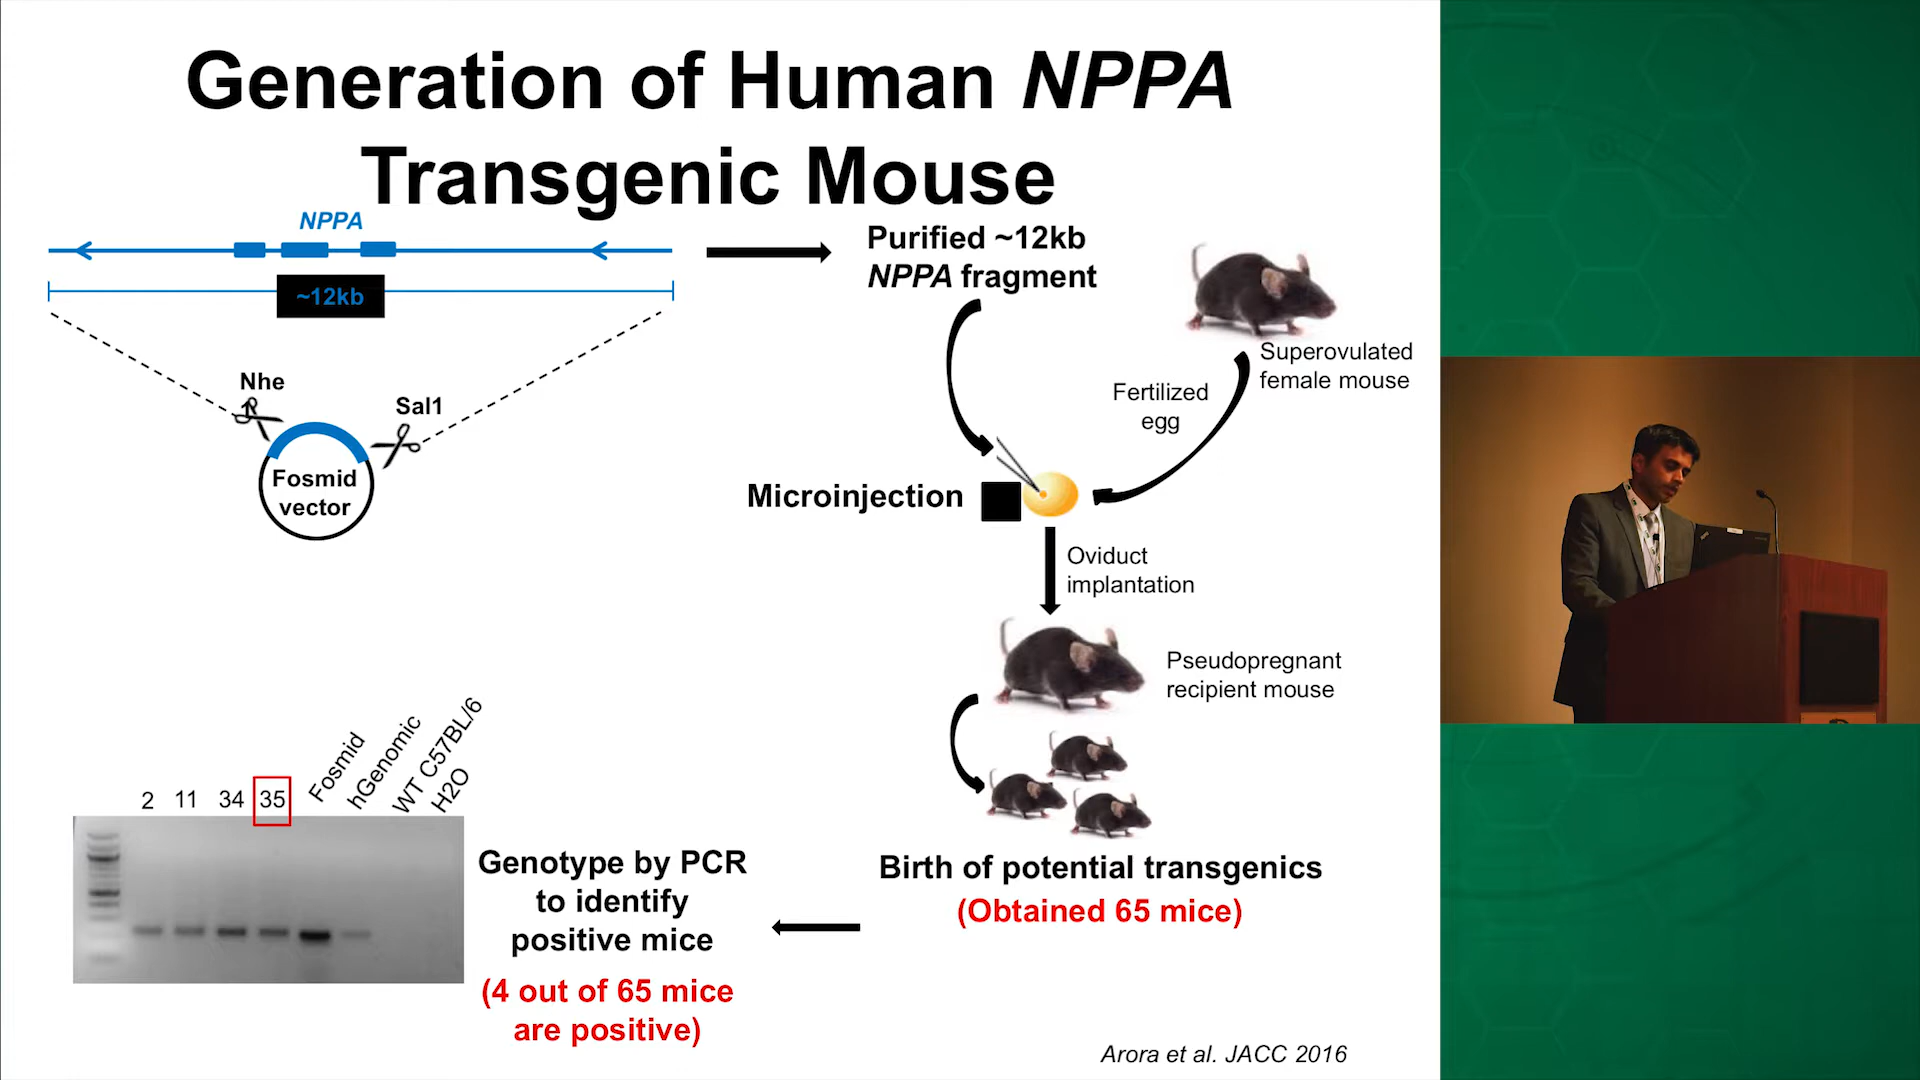 Generation of Human NPPA
Transgenic Mouse
NPPA
~12kb
Nhe
1
Sal1
Fosmid
vector
Purified ~12kb
NPPA fragment
Superovulated
female mouse
Fertilized
egg
Microinjection
Oviduct
implantation
Pseudopregnant
recipient mouse
Birth of potential transgenics
(Obtained 65 mice)
2 11 34 35 Fosmid hGenomic WT C57BL/6 H2O
Genotype by PCR
to identify
positive mice
(4 out of 65 mice
are positive)
Arora et al. JACC 2016